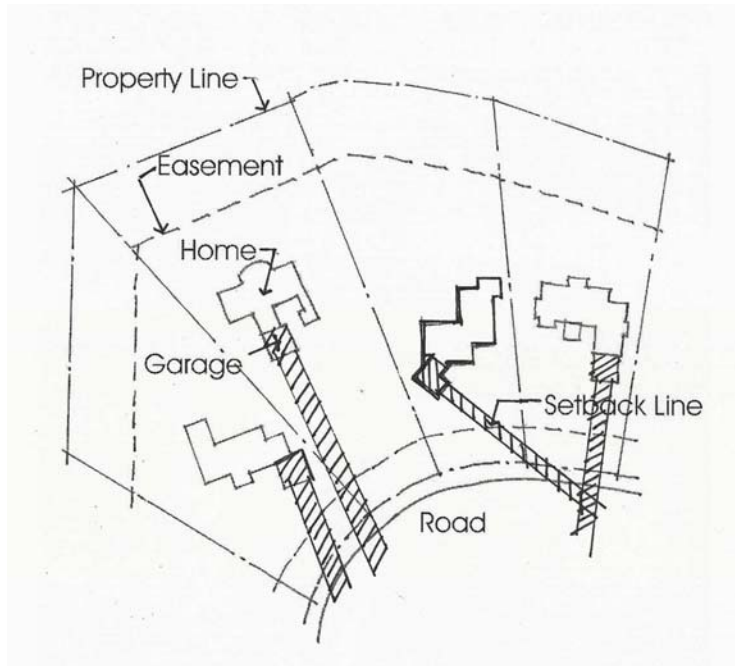 Property Line
Easement
Home
Garage
Setback Line
Road